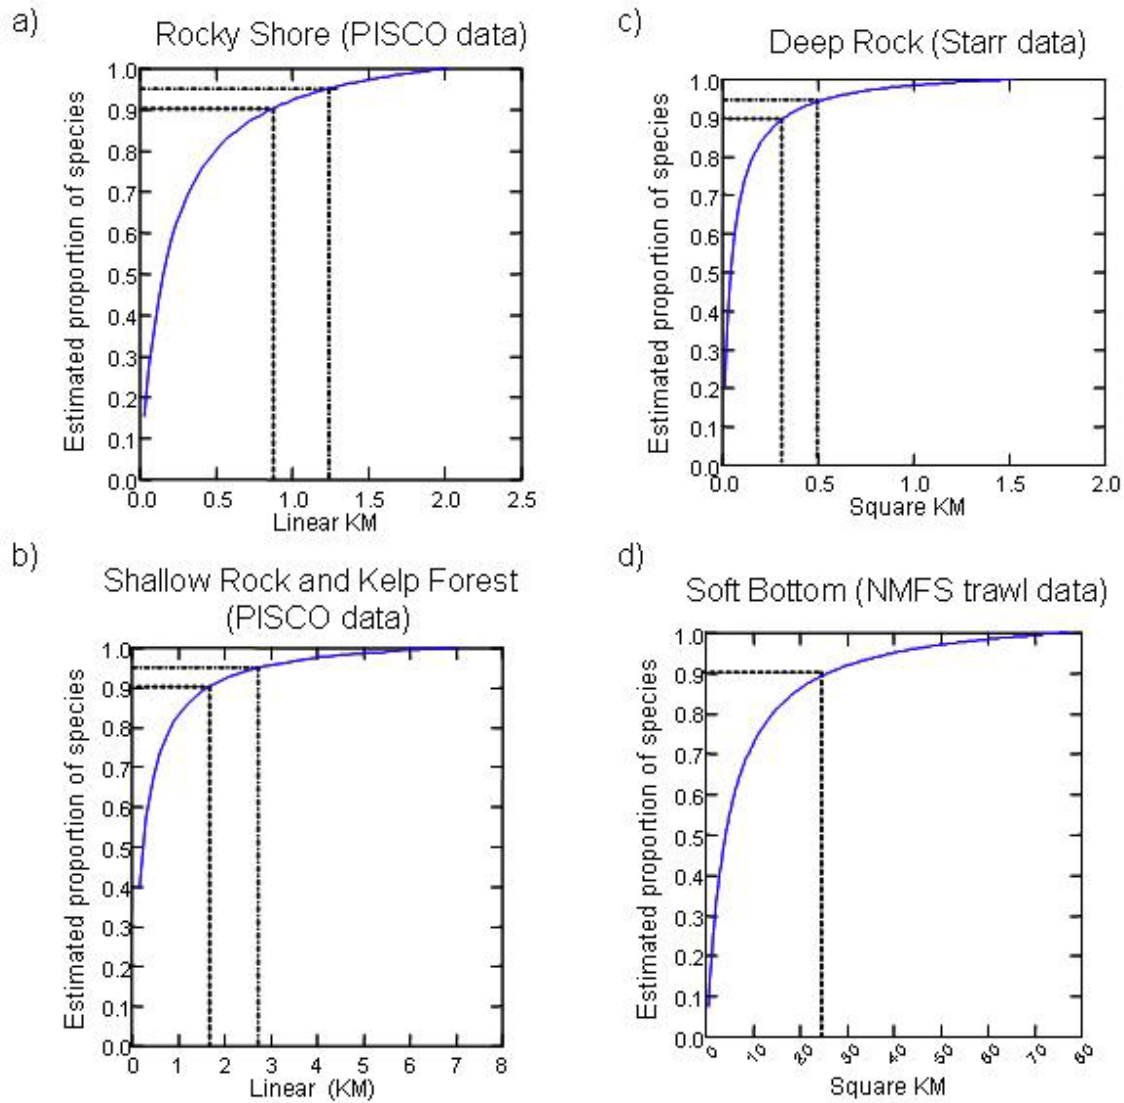 a)
Rocky Shore (PISCO data)
Estimated proportion of species
1.0
0.9
0.8
0.7
0.6
0.5
0.4
0.3
0.2
0.1
0.0
0.0 0.5 1.0 1.5 2.0 2.5
Linear KM
b)
Shallow Rock and Kelp Forest
(PISCO data)
Estimated proportion of species
1.0
0.9
0.8
0.7
0.6
0.5
0.4
0.3
0.2
0.1
0.0
0 1 2 3 4 5 6 7 8
Linear (KM)
c)
Deep Rock (Starr data)
Estimated proportion of species
1.0
0.9
0.8
0.7
0.6
0.5
0.4
0.3
0.2
0.1
0.0
0.0 0.5 1.0 1.5 2.0
Square KM
d)
Soft Bottom (NMFS trawl data)
Estimated proportion of species
1.0
0.9
0.8
0.7
0.6
0.5
0.4
0.3
0.2
0.1
0.0
0 10 20 30 40 50 60 70 80
Square KM